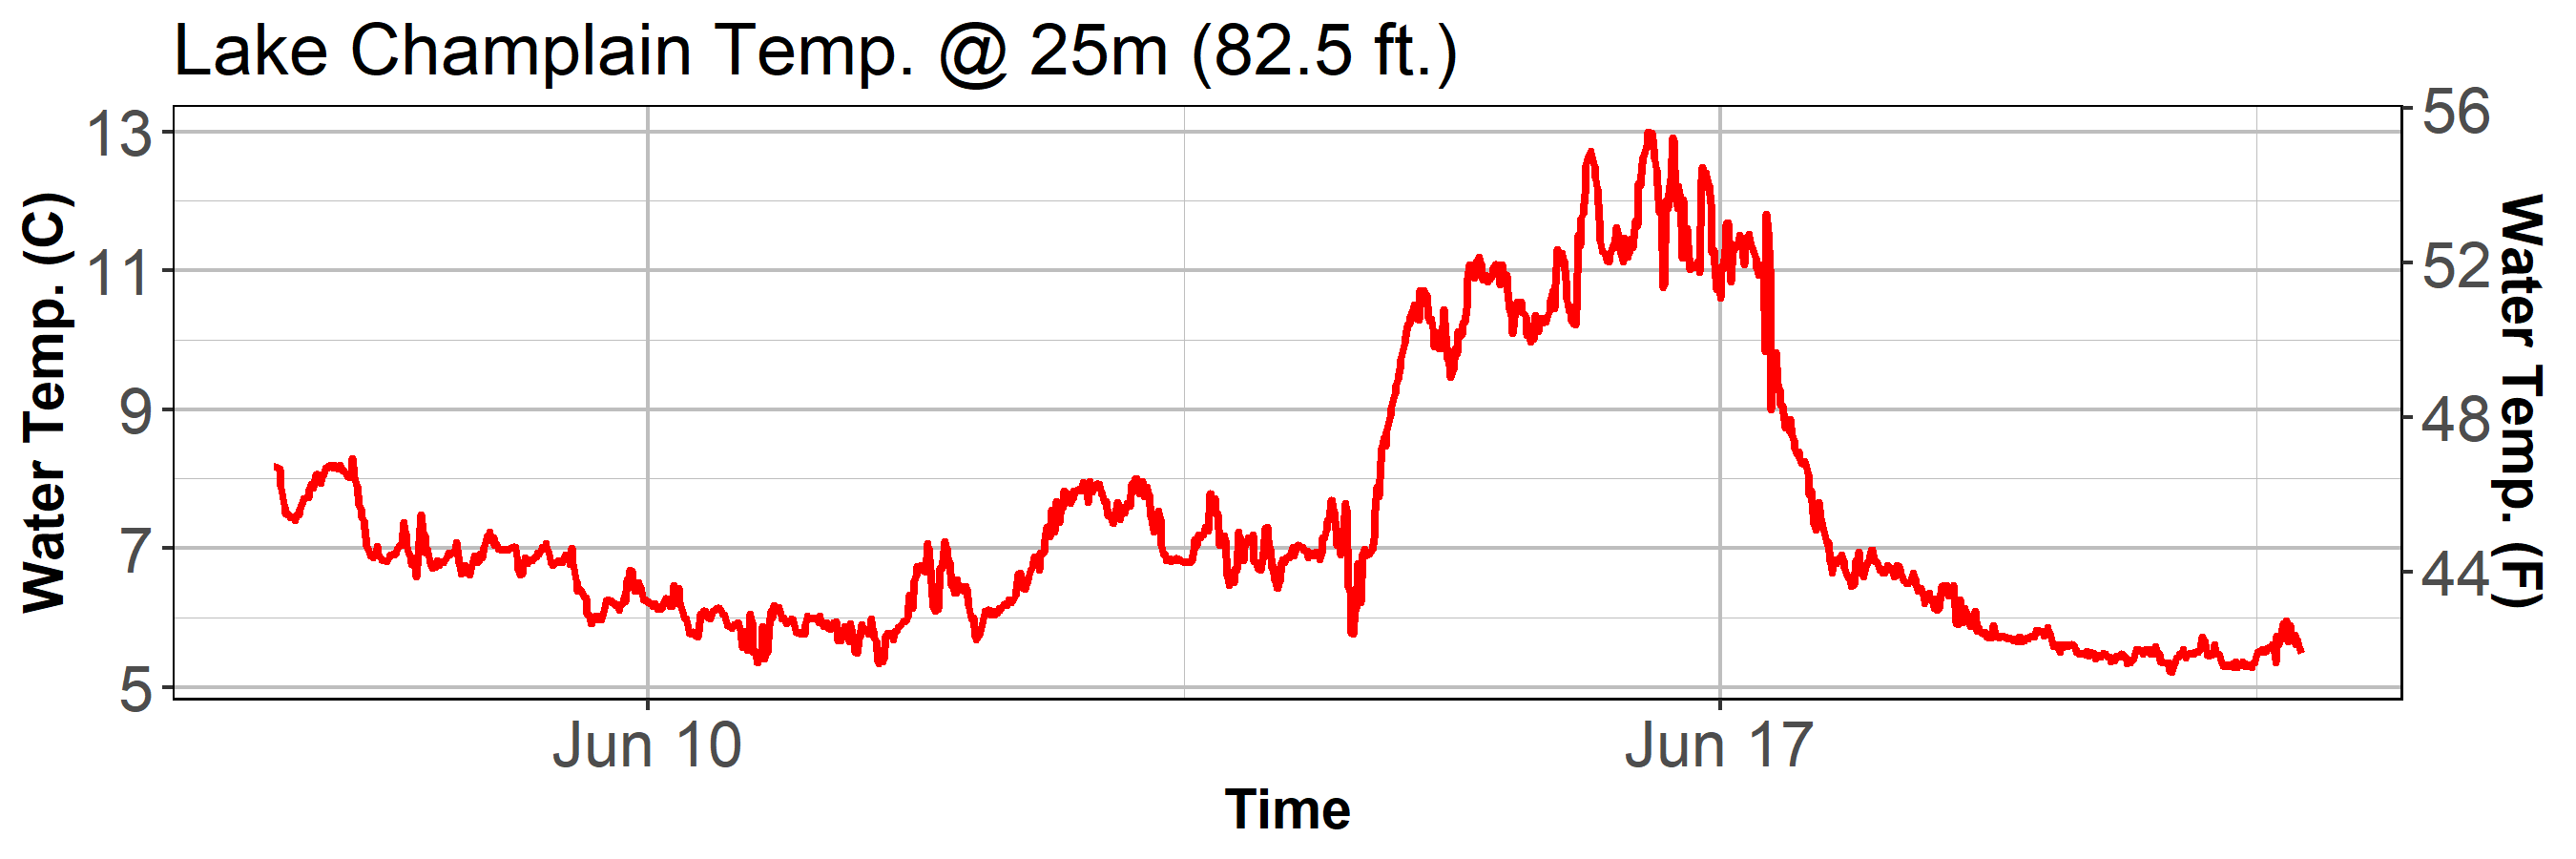 Lake Champlain Temp. @ 25m (82.5 ft.)
Water Temp. (C)
13
11
9
7
5
56
52
48
44
Water Temp. (F)
Jun 10
Jun 17
Time